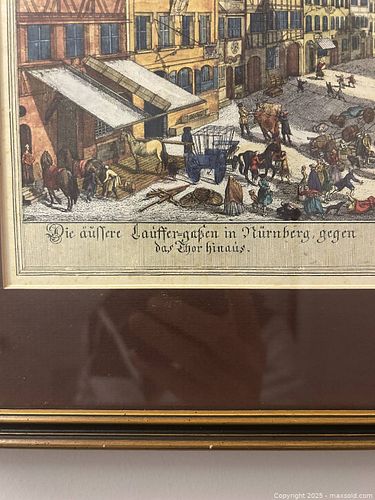 Die äuſſere Lauffer-gaßen in Nürnberg, gegen
das Thor hinaus.
Copyright 2025 - maxsold.com